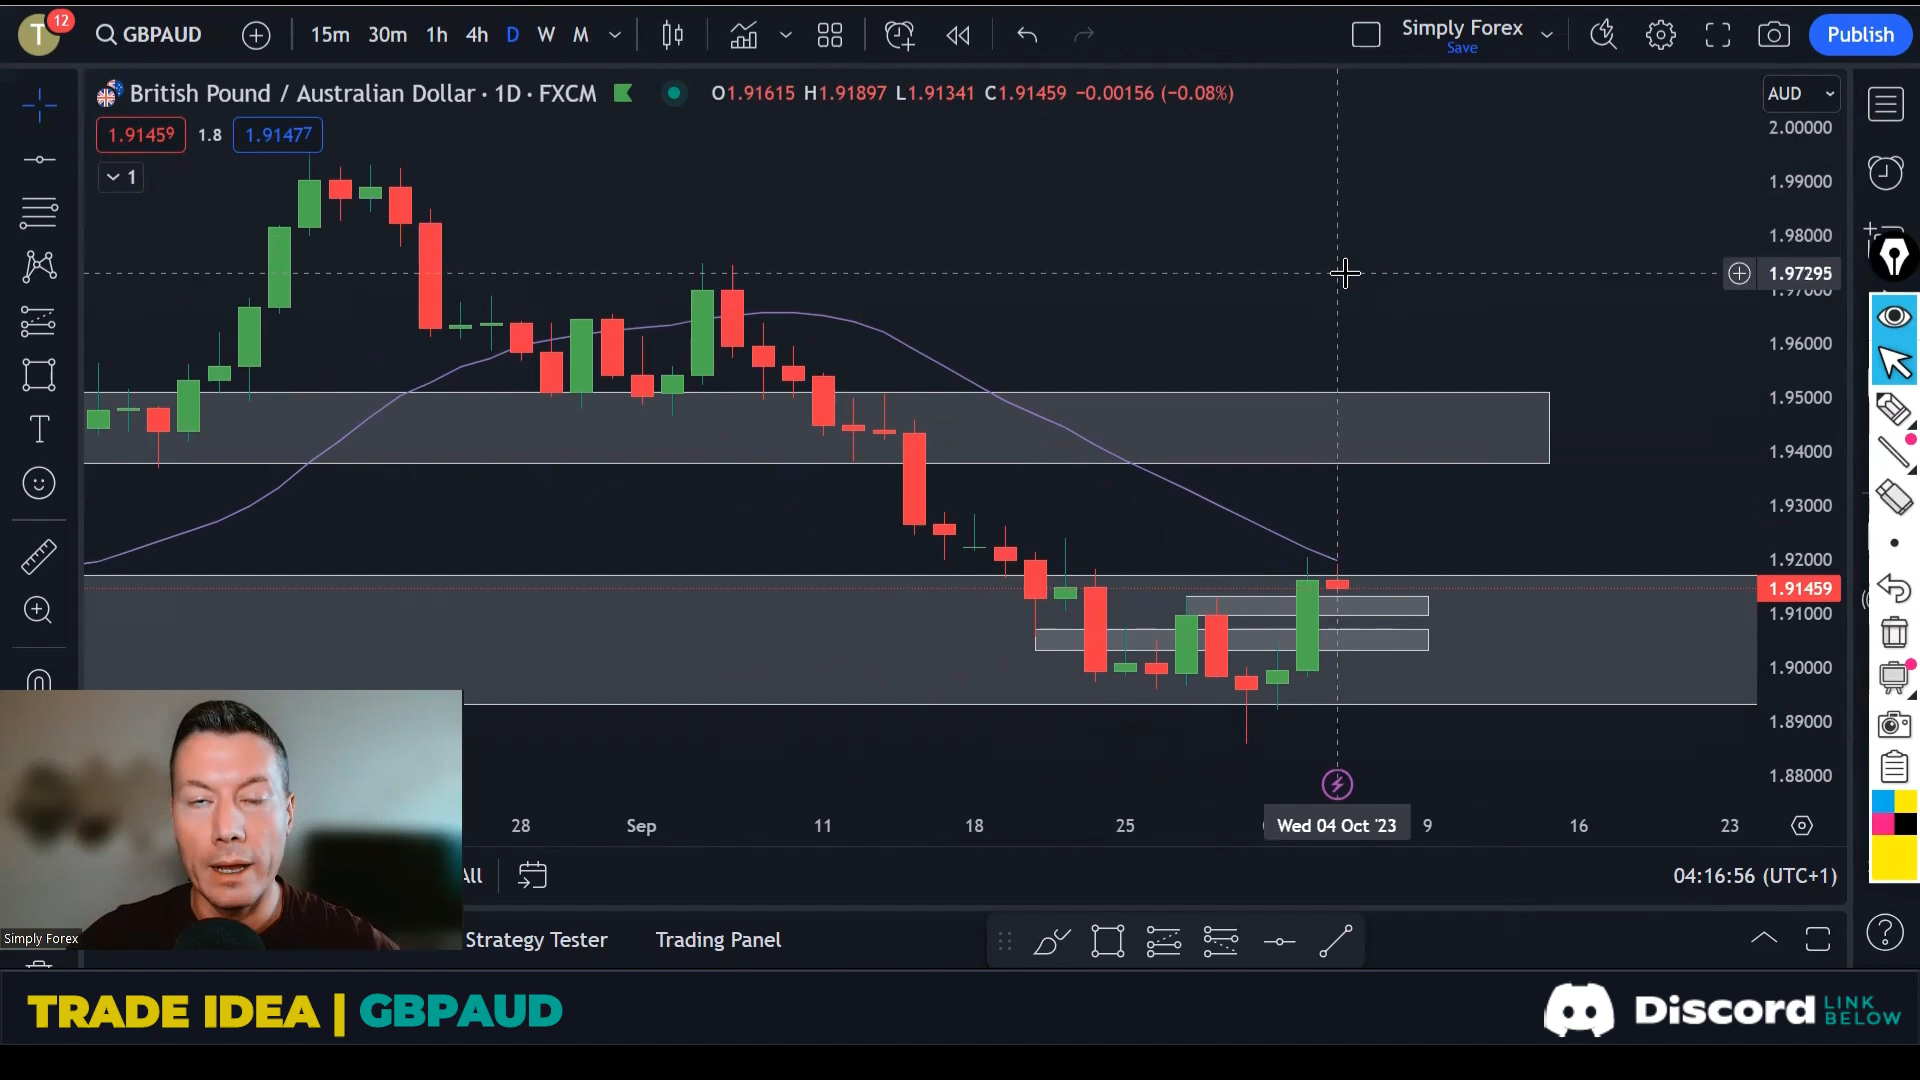 T
12
GBPAUD
15m 30m 1h 4h D W M
Simply Forex
Save
Publish
British Pound / Australian Dollar · 1D · FXCM
O1.91615 H1.91897 L1.91341 C1.91459 −0.00156 (−0.08%)
AUD
1.91459 1.8 1.91477
1
2.00000
1.99000
1.98000
1.97295
1.96000
1.95000
1.94000
1.93000
1.92000
1.91459
1.91000
1.90000
1.89000
1.88000
28 Sep 11 18 25 Wed 04 Oct '23 9 16 23
All
04:16:56 (UTC+1)
Simply Forex
Strategy Tester Trading Panel
TRADE IDEA | GBPAUD
Discord LINK BELOW